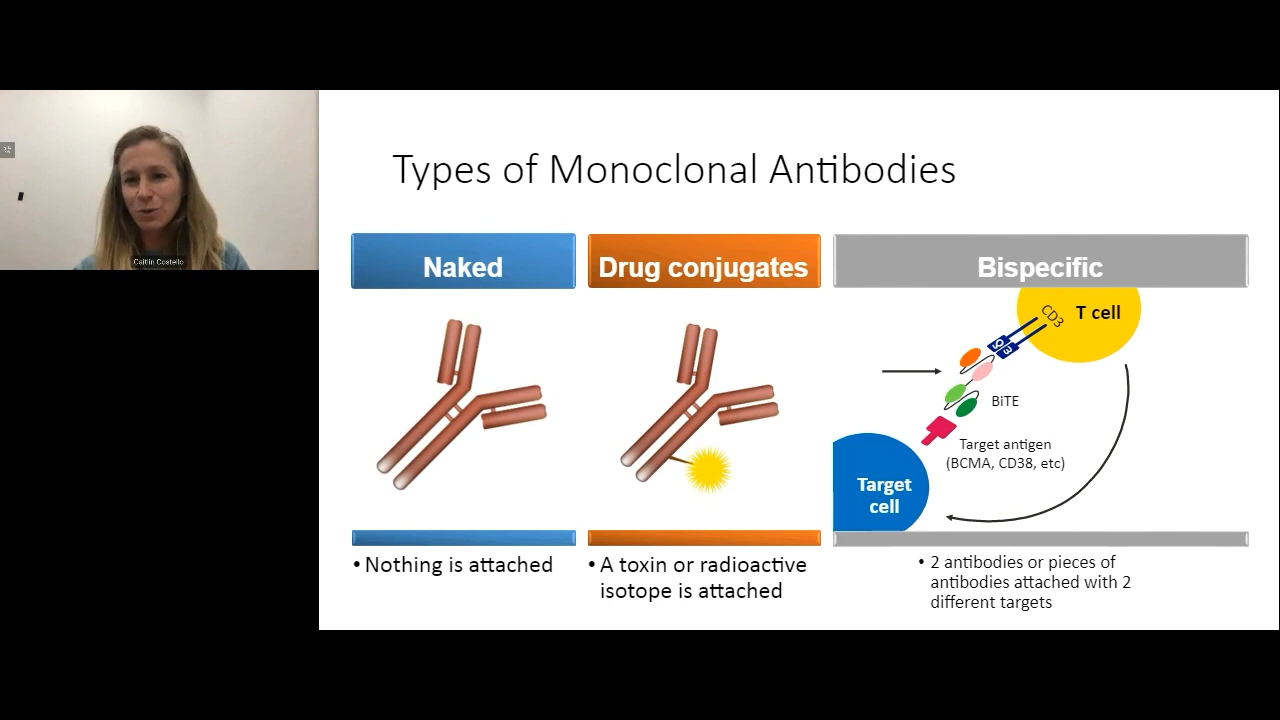 Caitlin Costello
Types of Monoclonal Antibodies
Naked
Drug conjugates
Bispecific
CD3
T cell
BiTE
Target antigen
(BCMA, CD38, etc)
Target
cell
• Nothing is attached
• A toxin or radioactive
isotope is attached
• 2 antibodies or pieces of
antibodies attached with 2
different targets